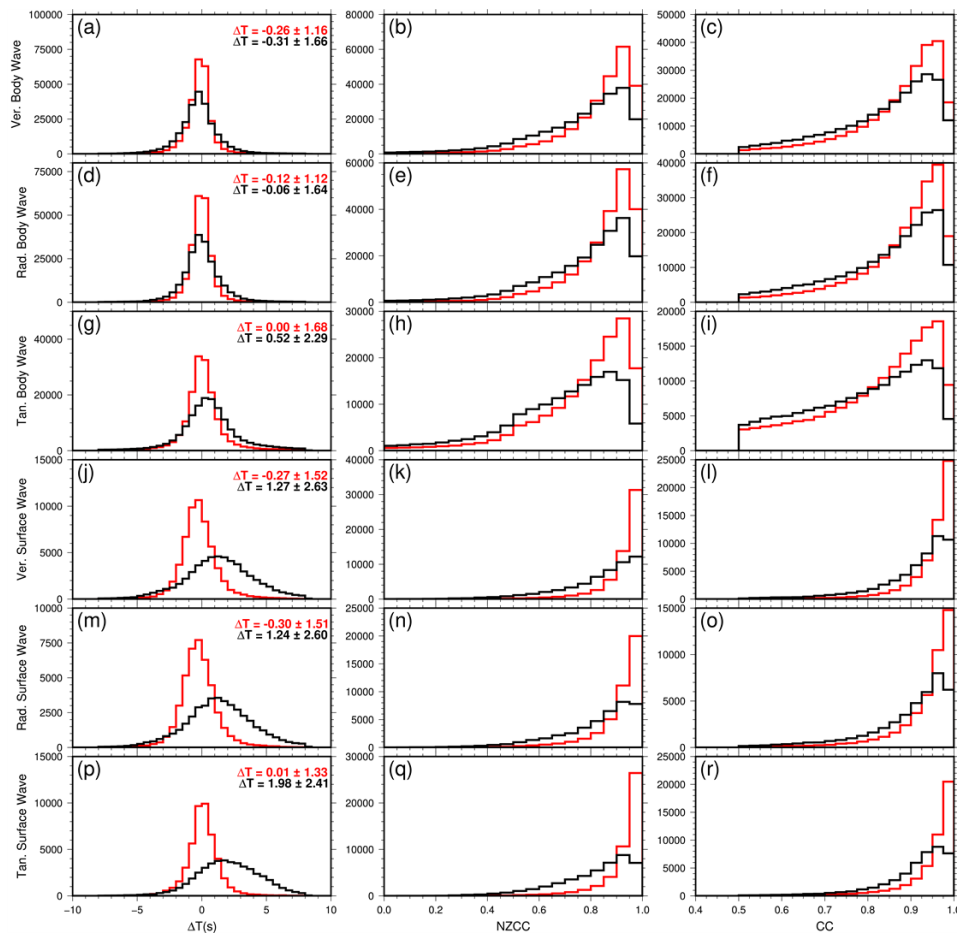 (a)
ΔT = -0.26 ± 1.16
ΔT = -0.31 ± 1.66
Ver. Body Wave
100000
75000
50000
25000
0
(b)
80000
60000
40000
20000
0
(c)
50000
40000
30000
20000
10000
0
(d)
ΔT = -0.12 ± 1.12
ΔT = -0.06 ± 1.64
Rad. Body Wave
75000
50000
25000
0
(e)
60000
40000
20000
0
(f)
40000
30000
20000
10000
0
(g)
ΔT = 0.00 ± 1.68
ΔT = 0.52 ± 2.29
Tan. Body Wave
40000
20000
0
(h)
30000
20000
10000
0
(i)
20000
15000
10000
5000
0
(j)
ΔT = -0.27 ± 1.52
ΔT = 1.27 ± 2.63
Ver. Surface Wave
15000
10000
5000
0
(k)
40000
30000
20000
10000
0
(l)
25000
20000
15000
10000
5000
0
(m)
ΔT = -0.30 ± 1.51
ΔT = 1.24 ± 2.60
Rad. Surface Wave
10000
7500
5000
2500
0
(n)
25000
20000
15000
10000
5000
0
(o)
15000
10000
5000
0
(p)
ΔT = 0.01 ± 1.33
ΔT = 1.98 ± 2.41
Tan. Surface Wave
15000
10000
5000
0
−10 −5 0 5 10
ΔT(s)
(q)
30000
20000
10000
0
0.0 0.2 0.4 0.6 0.8 1.0
NZCC
(r)
25000
20000
15000
10000
5000
0
0.4 0.5 0.6 0.7 0.8 0.9 1.0
CC